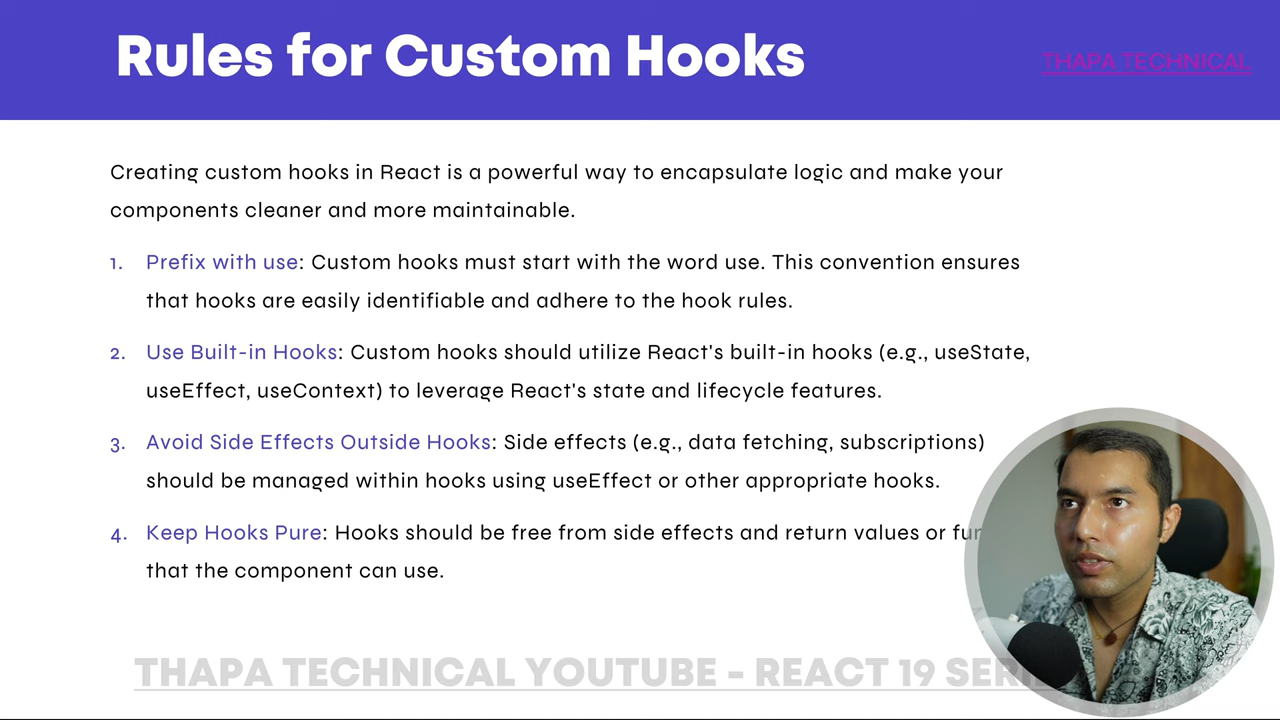 Rules for Custom Hooks
THAPA TECHNICAL
Creating custom hooks in React is a powerful way to encapsulate logic and make your
components cleaner and more maintainable.
1. Prefix with use: Custom hooks must start with the word use. This convention ensures
that hooks are easily identifiable and adhere to the hook rules.
2. Use Built-in Hooks: Custom hooks should utilize React's built-in hooks (e.g., useState,
useEffect, useContext) to leverage React's state and lifecycle features.
3. Avoid Side Effects Outside Hooks: Side effects (e.g., data fetching, subscriptions)
should be managed within hooks using useEffect or other appropriate hooks.
4. Keep Hooks Pure: Hooks should be free from side effects and return values or
that the component can use.
THAPA TECHNICAL YOUTUBE - REACT 19